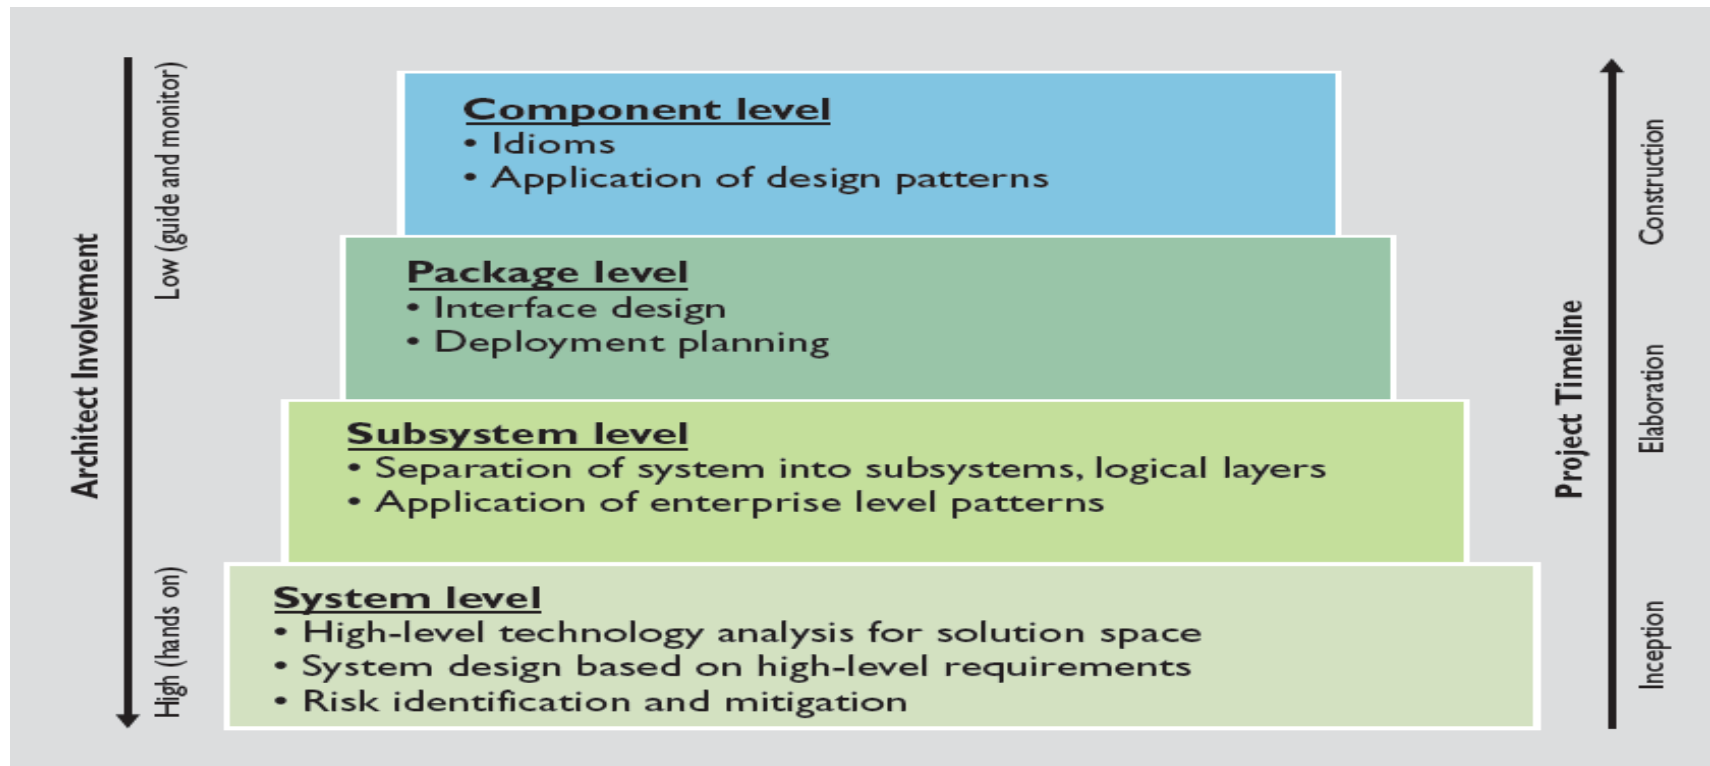 Architect Involvement
Low (guide and monitor)
High (hands on)
Component level
• Idioms
• Application of design patterns
Package level
• Interface design
• Deployment planning
Subsystem level
• Separation of system into subsystems, logical layers
• Application of enterprise level patterns
System level
• High-level technology analysis for solution space
• System design based on high-level requirements
• Risk identification and mitigation
Project Timeline
Construction
Elaboration
Inception